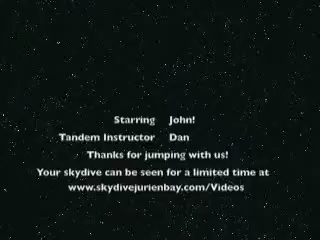 Starring John!
Tandem Instructor Dan
Thanks for jumping with us!
Your skydive can be seen for a limited time at
www.skydivejurienbay.com/Videos